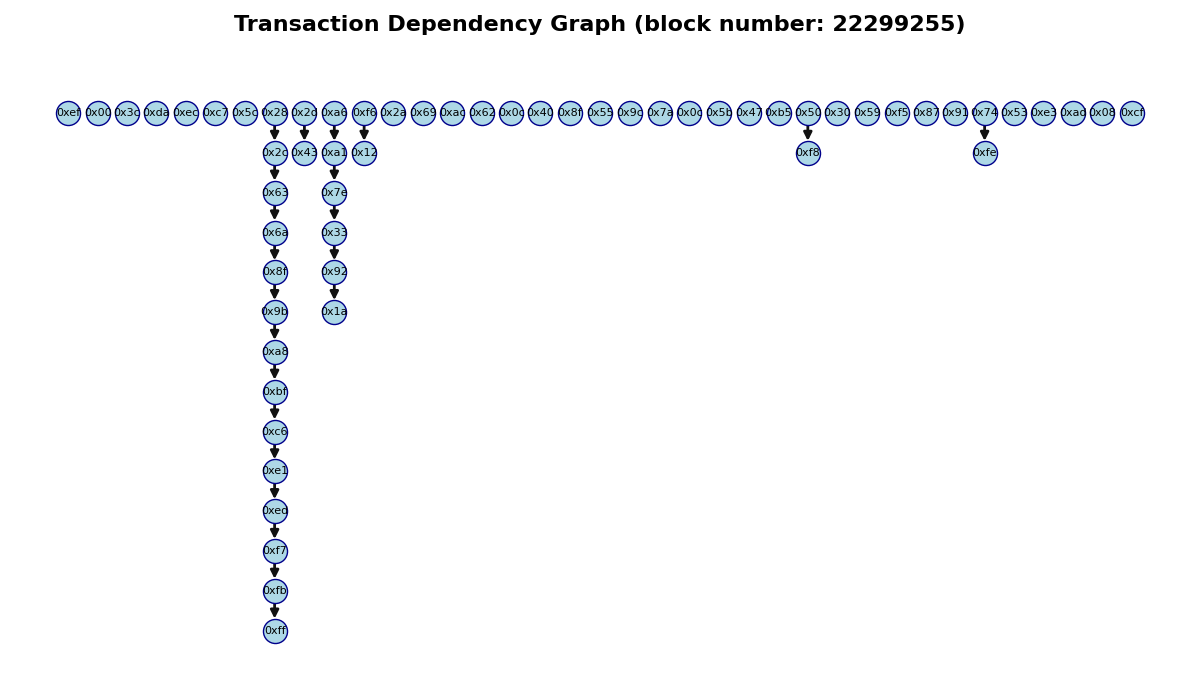 Transaction Dependency Graph (block number: 22299255)
0xef 0x00 0x3c 0xda 0xec 0xc7 0x5c 0x28 0x2d 0xa6 0xf6 0x2a 0x69 0xac 0x62 0x0d 0x40 0x8f 0x55 0x9c 0x7a 0x0c 0x5b 0x47 0xb5 0x50 0x30 0x59 0xf5 0x87 0x91 0x74 0x53 0xe3 0xad 0x08 0xcf
0x2c 0x43 0xa1 0x12 0xf8 0xfe
0x63 0x7e
0x6a 0x33
0x8f 0x92
0x9b 0x1a
0xa8
0xbf
0xc6
0xe1
0xed
0xf7
0xfb
0xff